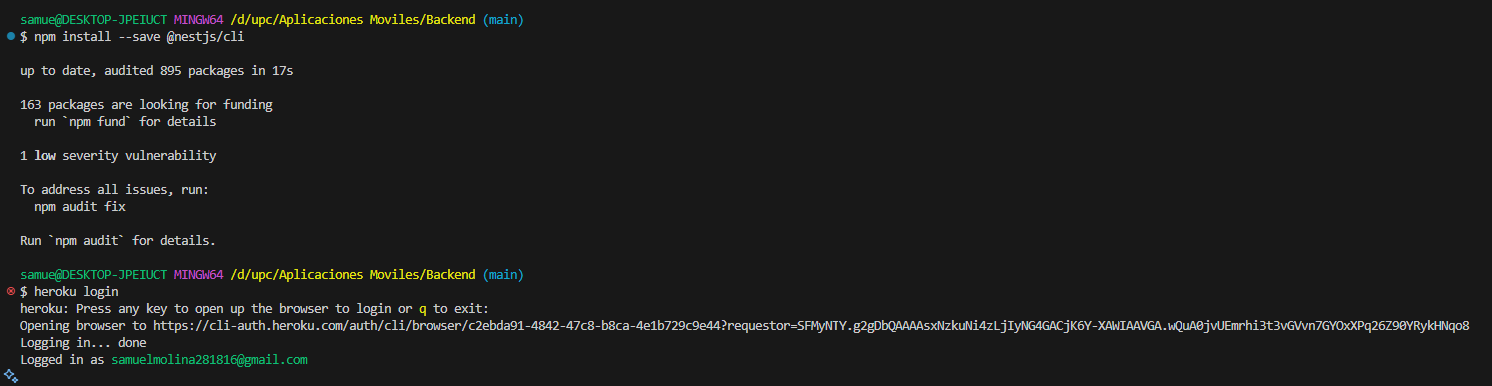 samue@DESKTOP-JPEIUCT MINGW64 /d/upc/Aplicaciones Moviles/Backend (main)
$ npm install --save @nestjs/cli
up to date, audited 895 packages in 17s
163 packages are looking for funding
run `npm fund` for details
1 low severity vulnerability
To address all issues, run:
npm audit fix
Run `npm audit` for details.
samue@DESKTOP-JPEIUCT MINGW64 /d/upc/Aplicaciones Moviles/Backend (main)
$ heroku login
heroku: Press any key to open up the browser to login or q to exit:
Opening browser to https://cli-auth.heroku.com/auth/cli/browser/c2ebda91-4842-47c8-b8ca-4e1b729c9e44?requestor=SFMyNTY.g2gDbQAAAAsxNzkuNi4zLjIyNG4GACjK6Y-XAWIAAVGA.wQuA0jvUEmrhi3t3vGVvn7GYOxXPq26Z90YRykHNqo8
Logging in... done
Logged in as samuelmolina281816@gmail.com